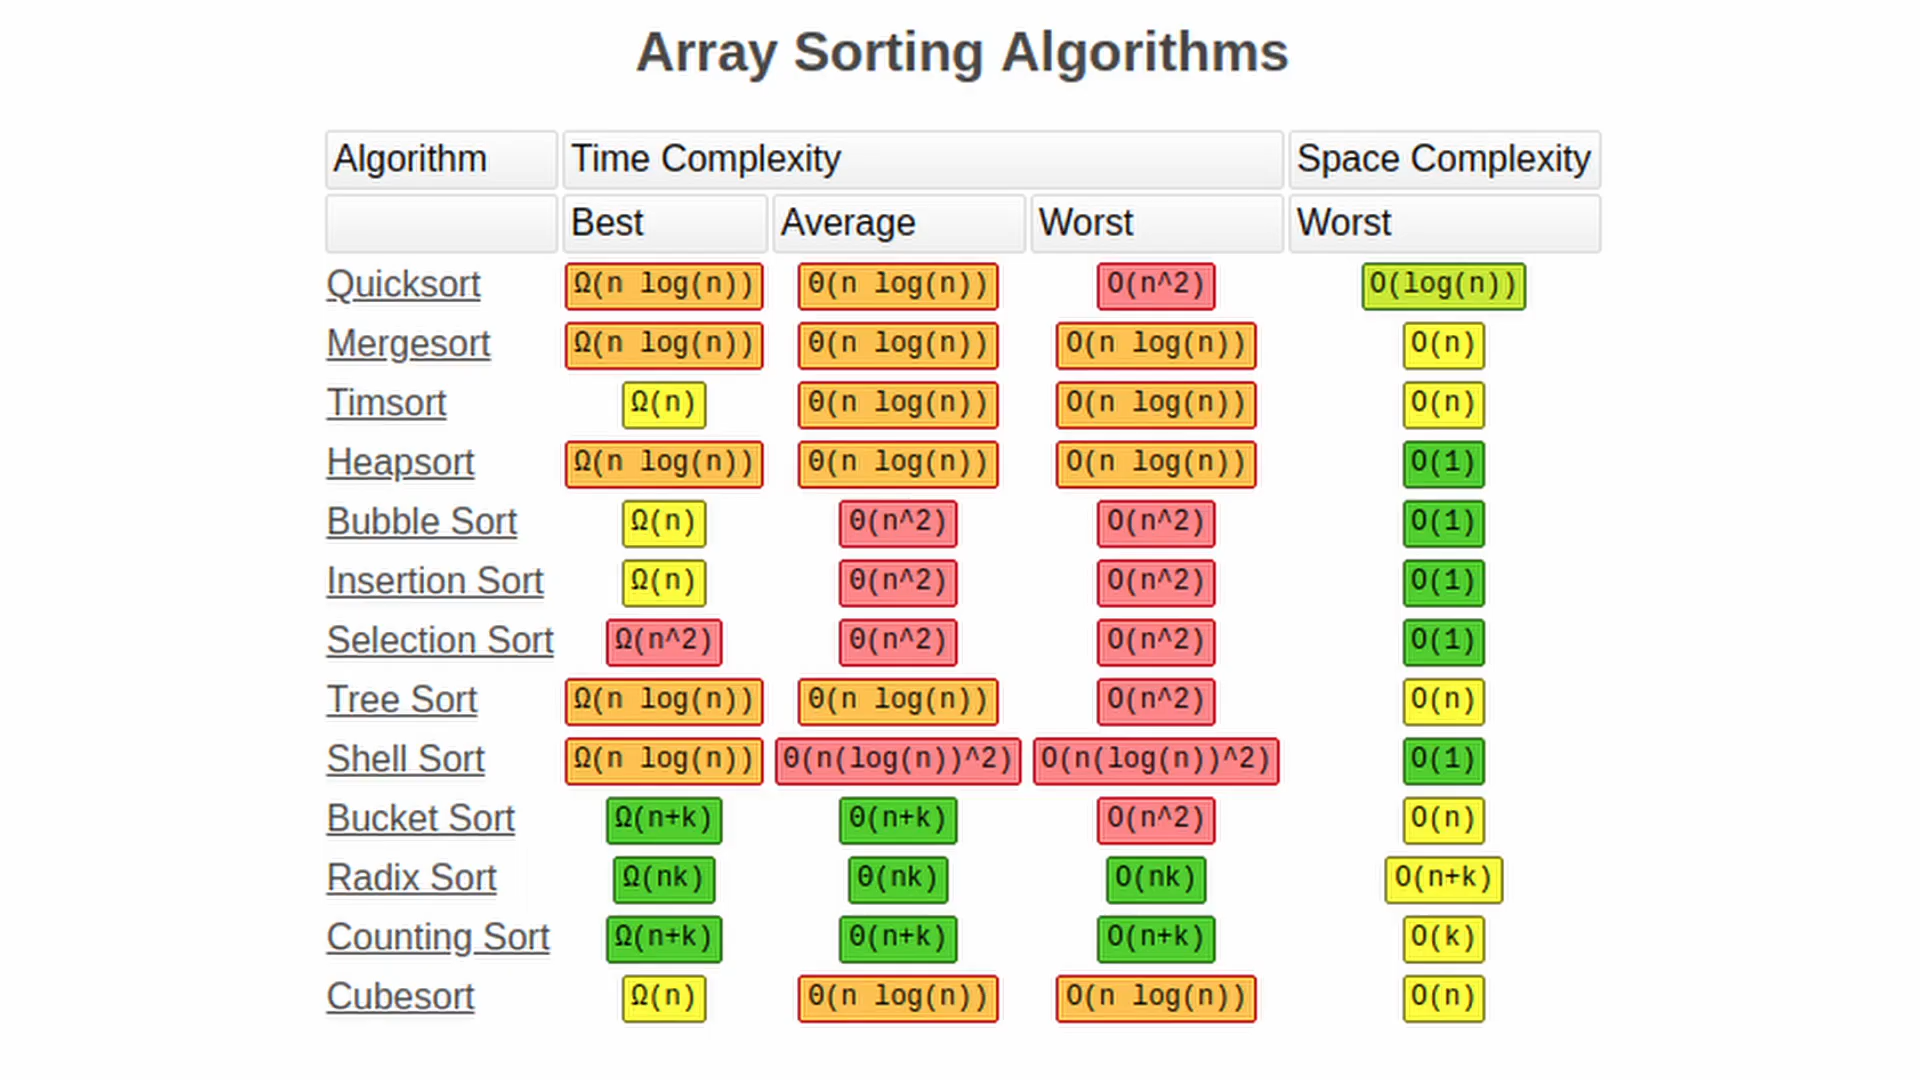 Array Sorting Algorithms
Algorithm Time Complexity Space Complexity
Best Average Worst Worst
Quicksort Ω(n log(n)) Θ(n log(n)) O(n^2) O(log(n))
Mergesort Ω(n log(n)) Θ(n log(n)) O(n log(n)) O(n)
Timsort Ω(n) Θ(n log(n)) O(n log(n)) O(n)
Heapsort Ω(n log(n)) Θ(n log(n)) O(n log(n)) O(1)
Bubble Sort Ω(n) Θ(n^2) O(n^2) O(1)
Insertion Sort Ω(n) Θ(n^2) O(n^2) O(1)
Selection Sort Ω(n^2) Θ(n^2) O(n^2) O(1)
Tree Sort Ω(n log(n)) Θ(n log(n)) O(n^2) O(n)
Shell Sort Ω(n log(n)) Θ(n(log(n))^2) O(n(log(n))^2) O(1)
Bucket Sort Ω(n+k) Θ(n+k) O(n^2) O(n)
Radix Sort Ω(nk) Θ(nk) O(nk) O(n+k)
Counting Sort Ω(n+k) Θ(n+k) O(n+k) O(k)
Cubesort Ω(n) Θ(n log(n)) O(n log(n)) O(n)